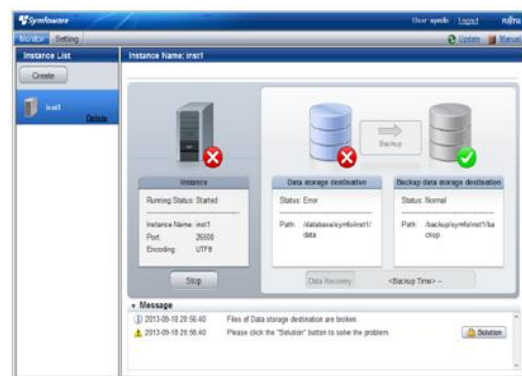 Symfoware
User: symfo Logout FUJITSU
Monitor Setting
Update Manual
Instance List
Instance Name: inst1
Create
inst1
Delete
Backup
Instance
Running Status: Started
Instance Name: inst1
Port: 26500
Encoding: UTF8
Stop
Data storage destination
Status: Error
Path: /database/symfo/inst1/
data
Backup data storage destination
Status: Normal
Path: /backup/symfo/inst1/ba
ckup
Data Recovery
<Backup Time> --
Message
2013-09-18 20:56:40 Files of Data storage destination are broken.
2013-09-18 20:56:40 Please click the "Solution" button to solve the problem.
Solution